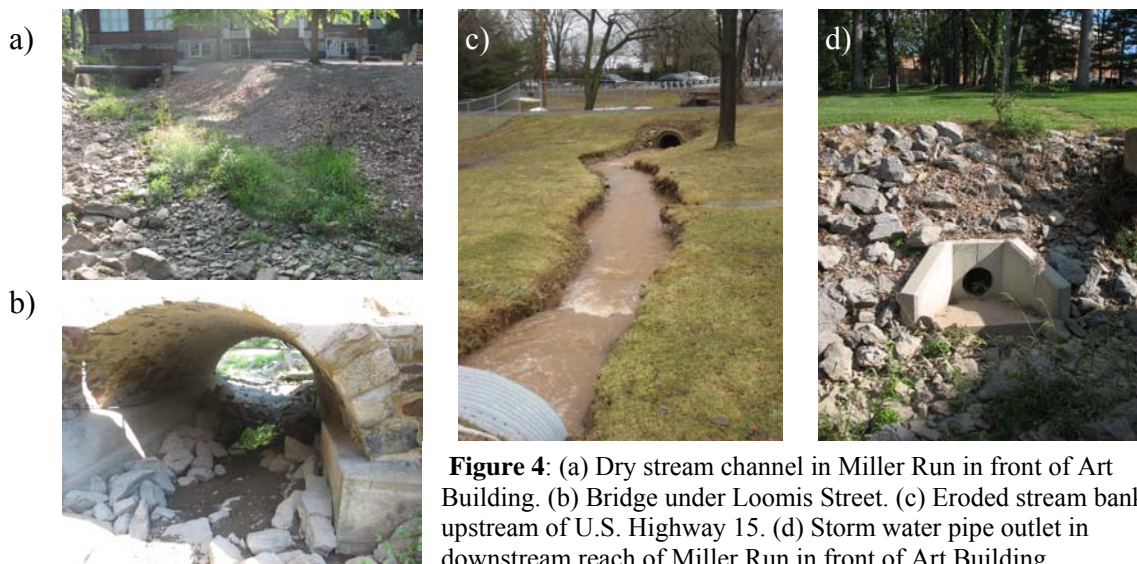 a)
b)
c)
d)
Figure 4: (a) Dry stream channel in Miller Run in front of Art
Building. (b) Bridge under Loomis Street. (c) Eroded stream bank
upstream of U.S. Highway 15. (d) Storm water pipe outlet in
downstream reach of Miller Run in front of Art Building